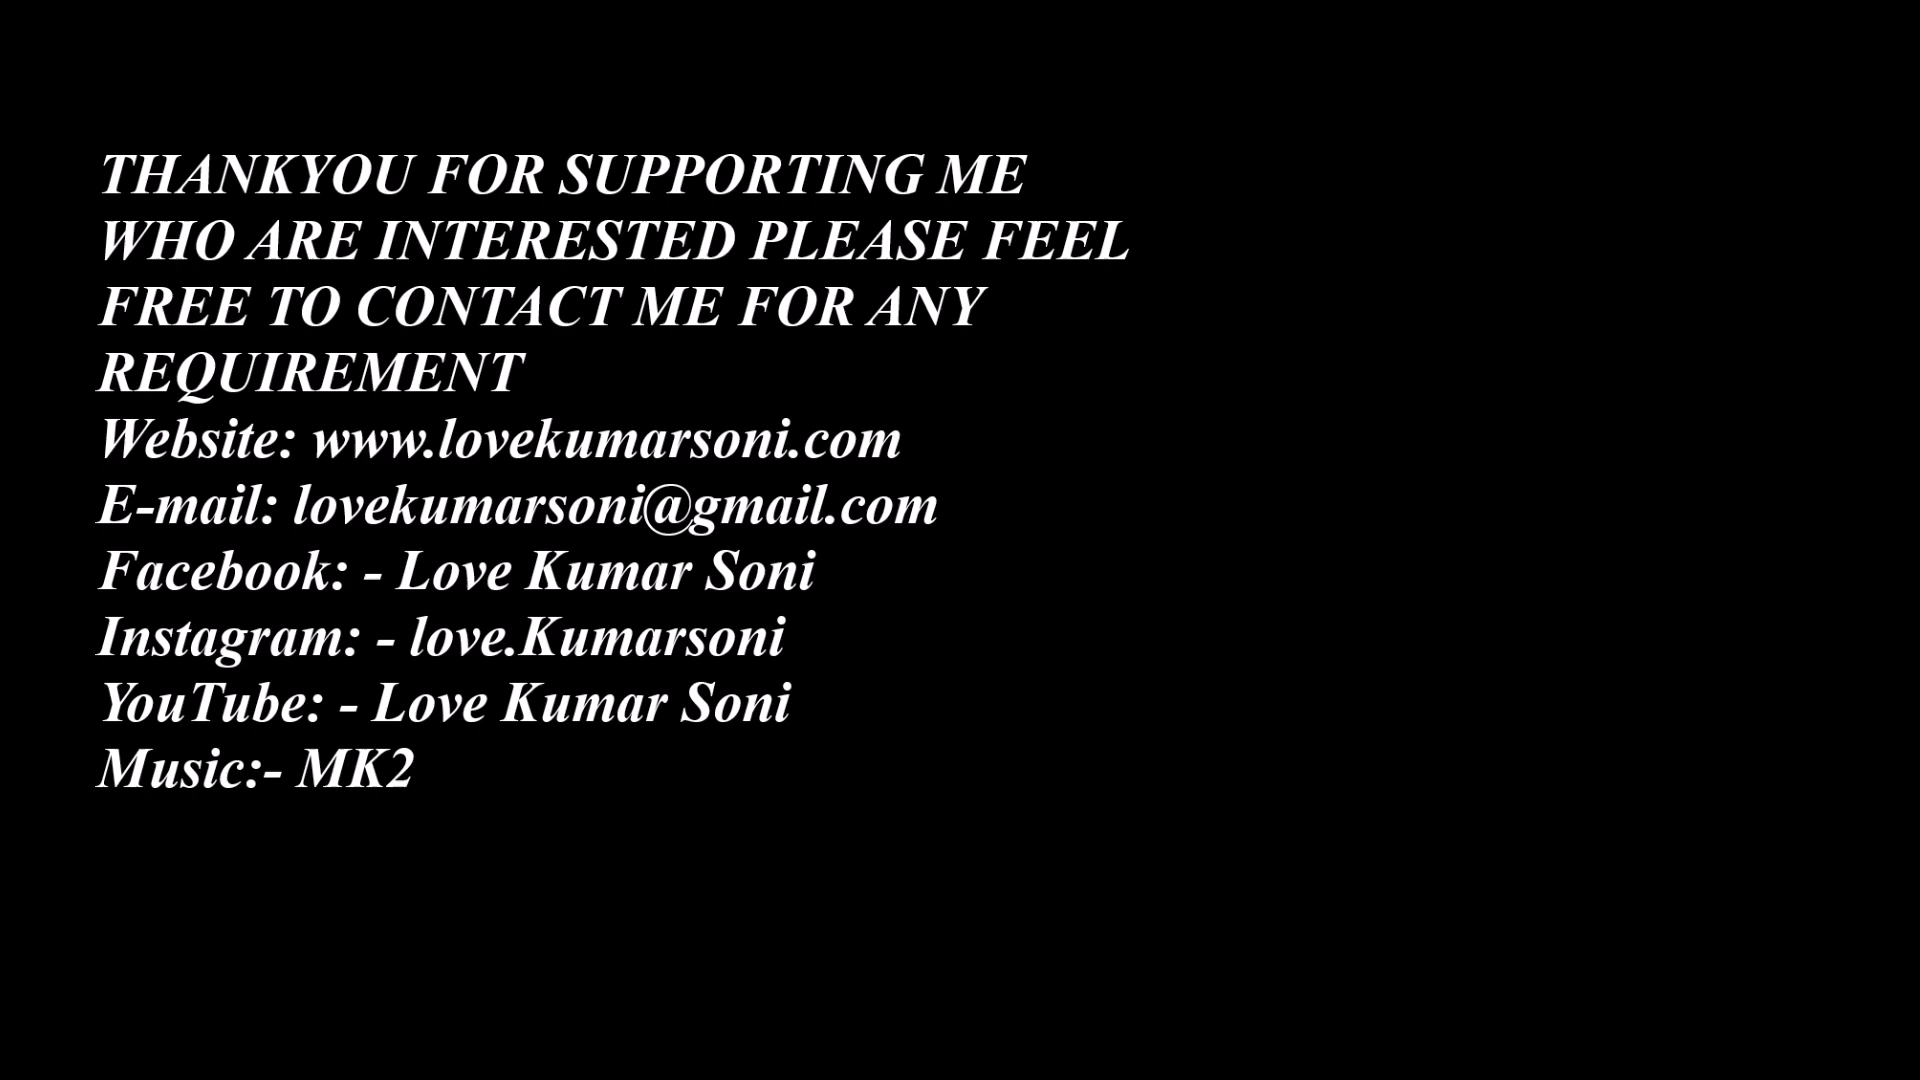 THANKYOU FOR SUPPORTING ME
WHO ARE INTERESTED PLEASE FEEL
FREE TO CONTACT ME FOR ANY
REQUIREMENT
Website: www.lovekumarsoni.com
E-mail: lovekumarsoni@gmail.com
Facebook: - Love Kumar Soni
Instagram: - love.Kumarsoni
YouTube: - Love Kumar Soni
Music:- MK2